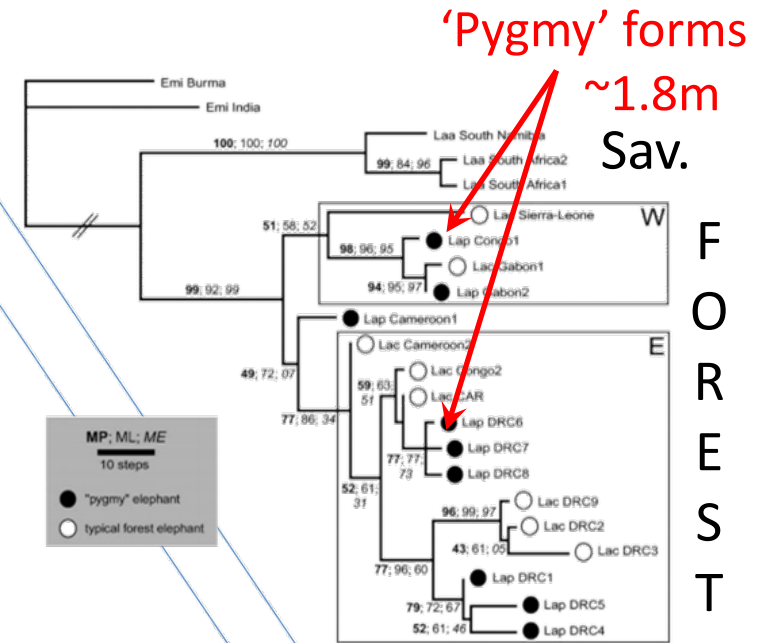 ‘Pygmy’ forms
~1.8m
Emi Burma
Emi India
100; 100; 100
Laa South Namibia
Sav.
99; 84; 96
Laa South Africa2
Laa South Africa1
51; 58; 52
Lac Sierra-Leone
W
98; 96; 95
Lap Congo1
Lac Gabon1
94; 95; 97
Lap Gabon2
99; 92; 99
Lap Cameroon1
Lac Cameroon2
E
49; 72; 07
Lac Congo2
59; 63;
51
Lac CAR
77; 86; 34
Lap DRC6
Lap DRC7
77; 77;
73
Lap DRC8
52; 61;
31
96; 99; 97
Lac DRC9
Lac DRC2
43; 61; 05
Lac DRC3
77; 96; 60
Lap DRC1
79; 72; 67
Lap DRC5
52; 61; 46
Lap DRC4
MP; ML; ME
10 steps
"pygmy" elephant
typical forest elephant
F
O
R
E
S
T